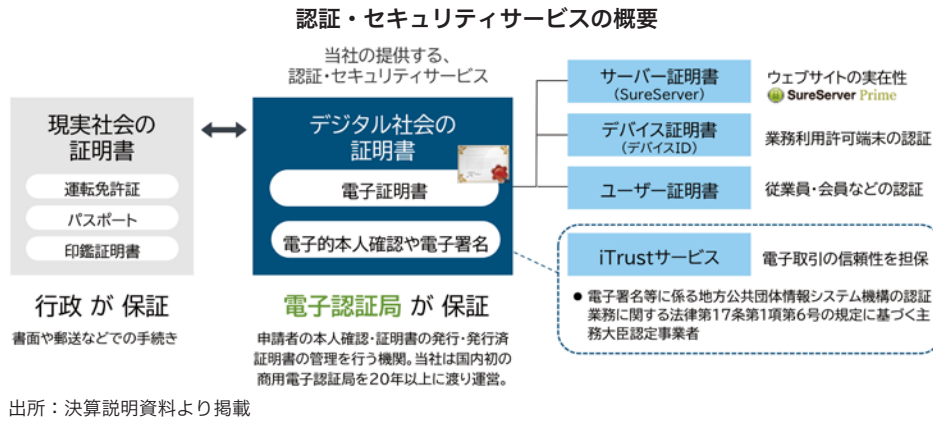 認証・セキュリティサービスの概要
当社の提供する、
認証・セキュリティサービス
現実社会の
証明書
運転免許証
パスポート
印鑑証明書
行政 が 保証
書面や郵送などでの手続き
デジタル社会の
証明書
電子証明書
電子的本人確認や電子署名
電子認証局 が 保証
申請者の本人確認・証明書の発行・発行済
証明書の管理を行う機関。当社は国内初の
商用電子認証局を20年以上に渡り運営。
サーバー証明書
(SureServer)
ウェブサイトの実在性
SureServer Prime
デバイス証明書
(デバイスID)
業務利用許可端末の認証
ユーザー証明書
従業員・会員などの認証
iTrustサービス
電子取引の信頼性を担保
● 電子署名等に係る地方公共団体情報システム機構の認証
業務に関する法律第17条第1項第6号の規定に基づく主
務大臣認定事業者
出所：決算説明資料より掲載